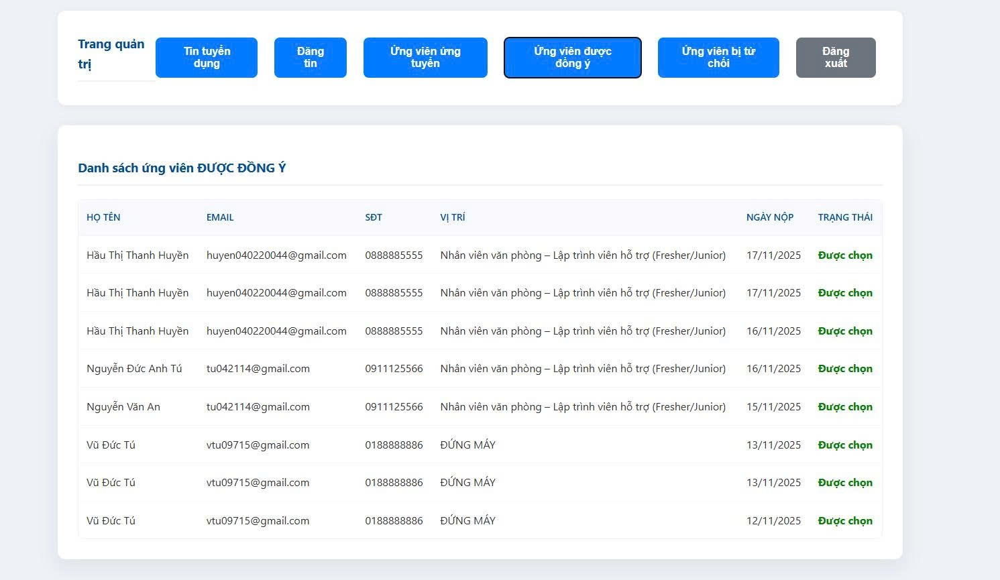 Trang quản
trị
Tin tuyển
dụng
Đăng
tin
Ứng viên ứng
tuyển
Ứng viên được
đồng ý
Ứng viên bị từ
chối
Đăng
xuất
Danh sách ứng viên ĐƯỢC ĐỒNG Ý
HỌ TÊN EMAIL SĐT VỊ TRÍ NGÀY NỘP TRẠNG THÁI
Hầu Thị Thanh Huyền huyen040220044@gmail.com 0888885555 Nhân viên văn phòng – Lập trình viên hỗ trợ (Fresher/Junior) 17/11/2025 Được chọn
Hầu Thị Thanh Huyền huyen040220044@gmail.com 0888885555 Nhân viên văn phòng – Lập trình viên hỗ trợ (Fresher/Junior) 17/11/2025 Được chọn
Hầu Thị Thanh Huyền huyen040220044@gmail.com 0888885555 Nhân viên văn phòng – Lập trình viên hỗ trợ (Fresher/Junior) 16/11/2025 Được chọn
Nguyễn Đức Anh Tú tu042114@gmail.com 0911125566 Nhân viên văn phòng – Lập trình viên hỗ trợ (Fresher/Junior) 16/11/2025 Được chọn
Nguyễn Văn An tu042114@gmail.com 0911125566 Nhân viên văn phòng – Lập trình viên hỗ trợ (Fresher/Junior) 15/11/2025 Được chọn
Vũ Đức Tú vtu09715@gmail.com 0188888886 ĐỨNG MÁY 13/11/2025 Được chọn
Vũ Đức Tú vtu09715@gmail.com 0188888886 ĐỨNG MÁY 13/11/2025 Được chọn
Vũ Đức Tú vtu09715@gmail.com 0188888886 ĐỨNG MÁY 12/11/2025 Được chọn